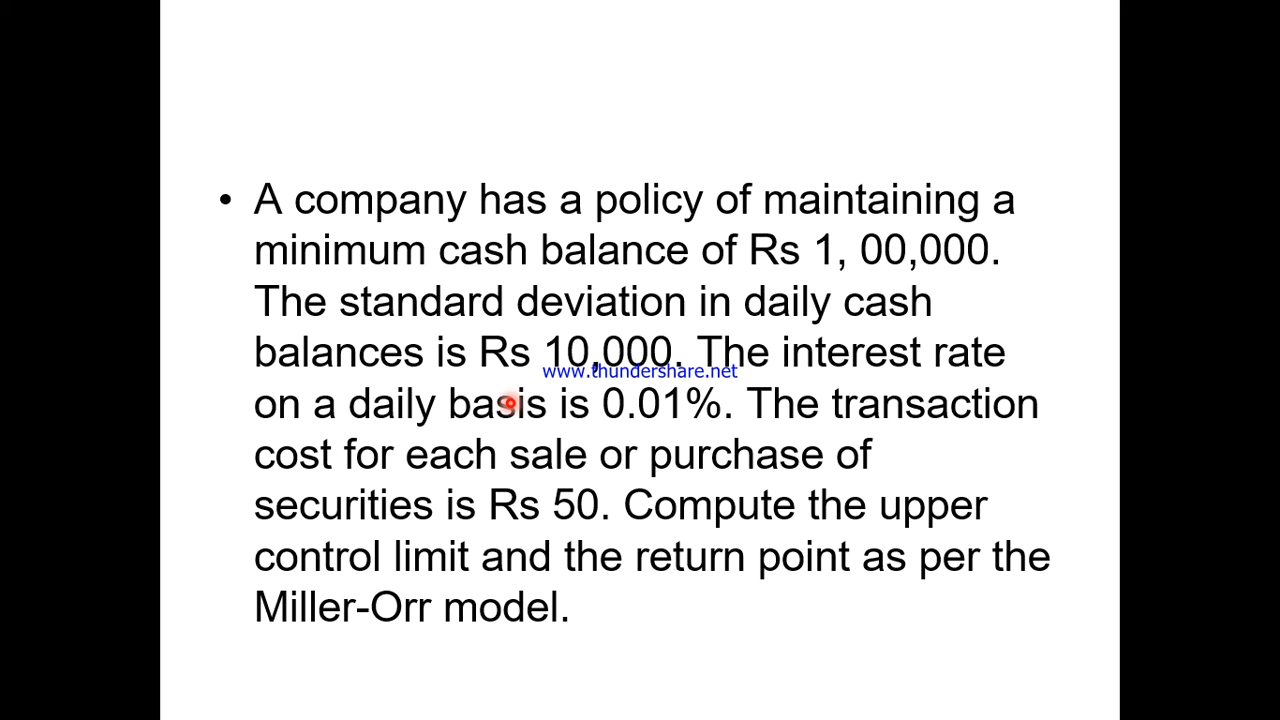 • A company has a policy of maintaining a
minimum cash balance of Rs 1, 00,000.
The standard deviation in daily cash
balances is Rs 10,000. The interest rate
www.thundershare.net
on a daily basis is 0.01%. The transaction
cost for each sale or purchase of
securities is Rs 50. Compute the upper
control limit and the return point as per the
Miller-Orr model.